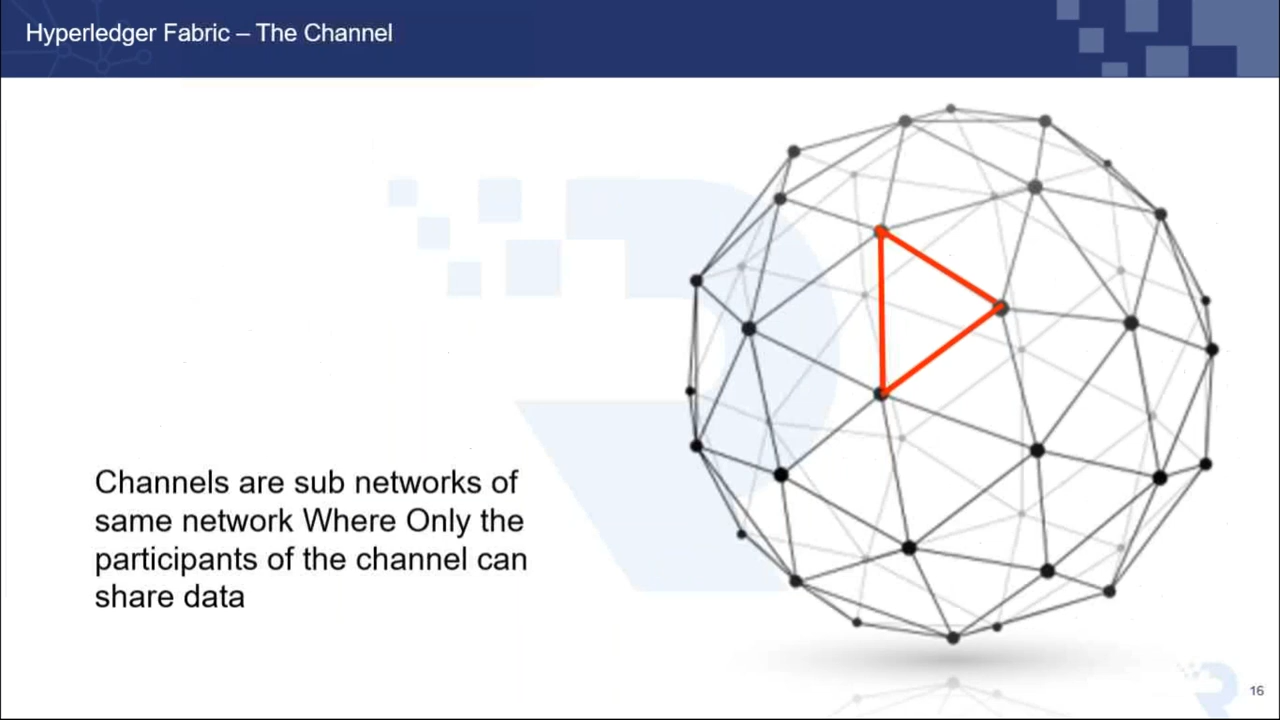 Hyperledger Fabric – The Channel
Channels are sub networks of
same network Where Only the
participants of the channel can
share data
16